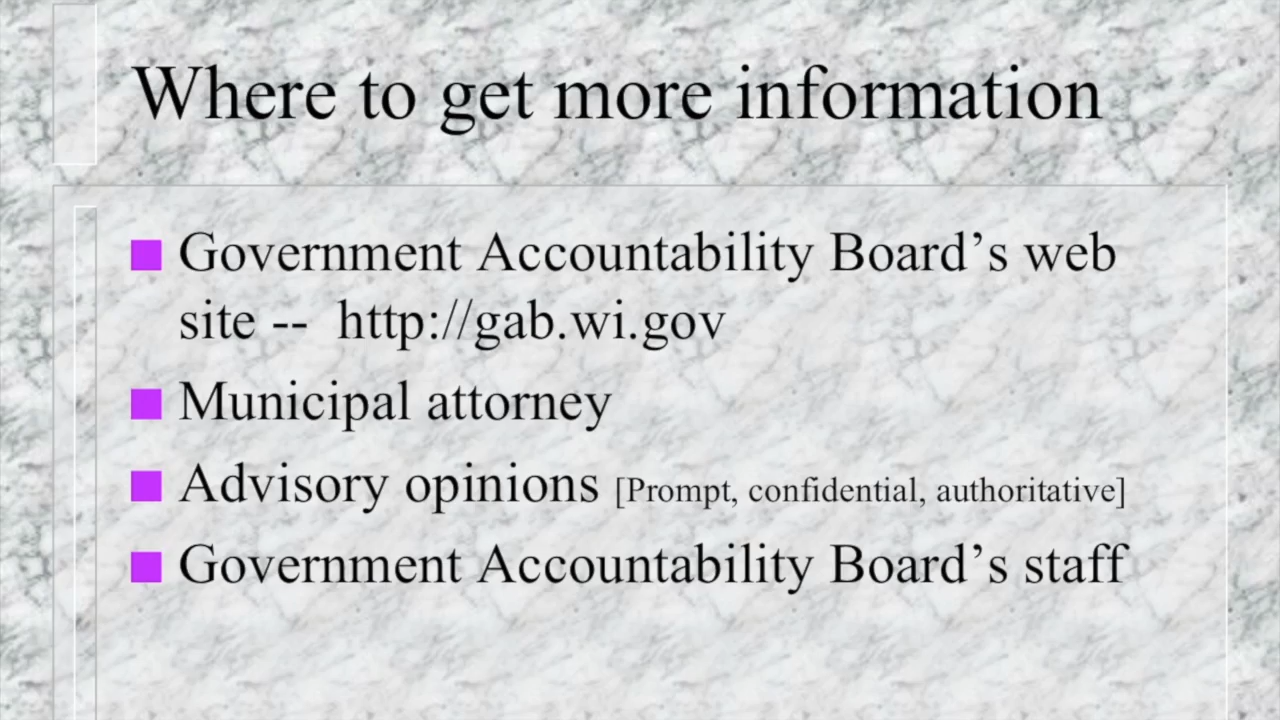 Where to get more information
Government Accountability Board’s web
site --  http://gab.wi.gov
Municipal attorney
Advisory opinions [Prompt, confidential, authoritative]
Government Accountability Board’s staff